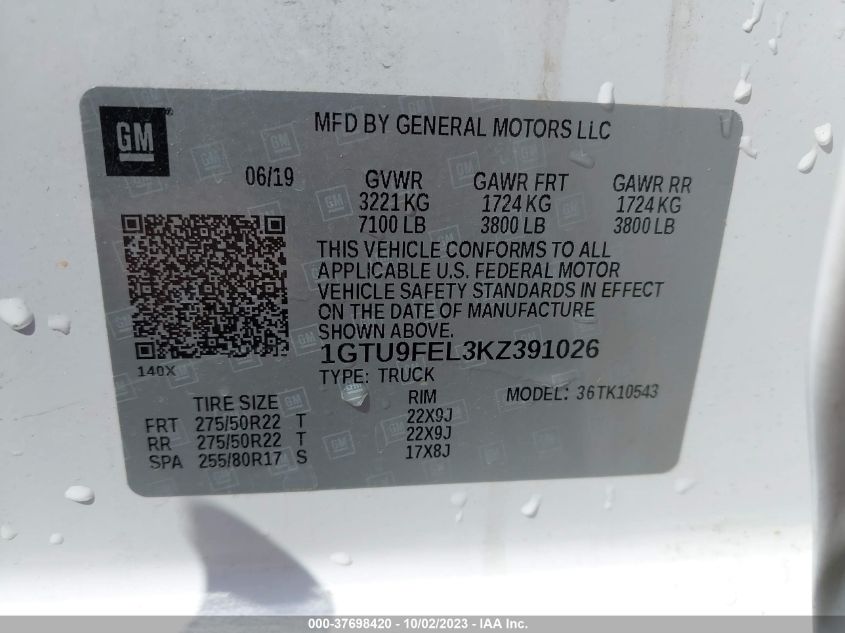 GM
MFD BY GENERAL MOTORS LLC
06/19 GVWR GAWR FRT GAWR RR
3221 KG 1724 KG 1724 KG
7100 LB 3800 LB 3800 LB
THIS VEHICLE CONFORMS TO ALL
APPLICABLE U.S. FEDERAL MOTOR
VEHICLE SAFETY STANDARDS IN EFFECT
ON THE DATE OF MANUFACTURE
SHOWN ABOVE.
1GTU9FEL3KZ391026
140X
TYPE: TRUCK
TIRE SIZE RIM MODEL: 36TK10543
FRT 275/50R22 T 22X9J
RR 275/50R22 T 22X9J
SPA 255/80R17 S 17X8J
000-37698420 - 10/02/2023 - IAA Inc.